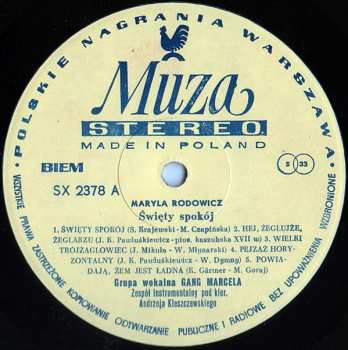 POLSKIE NAGRANIA WARSZAWA
Muza
STEREO
MADE IN POLAND
BIEM
S 33
SX 2378 A
MARYLA RODOWICZ
Święty spokój
1. ŚWIĘTY SPOKÓJ (S. Krajewski - M. Czapińska) 2. HEJ, ŻEGLUJŻE,
ŻEGLARZU (J. K. Pawluśkiewicz-pios. kaszubska XVII w) 3. WIELKI
TRÓJŻAGLOWIEC (J. Mikuła - W. Młynarski) 4. PEJZAŻ HORY-
ZONTALNY (J. K. Pawluśkiewicz - W. Dymny) 5. POWIA-
DAJĄ, ŻEM JEST ŁADNA (K. Gärtner - M. Goraj)
Grupa wokalna GANG MARCELA
Zespół Instrumentalny pod kier.
Andrzeja Kleszczewskiego
WSZYSTKIE PRAWA ZASTRZEŻONE KOPIOWANIE ODTWARZANIE PUBLICZNE I RADIOWE BEZ UPOWAŻNIENIA WZBRONIONE